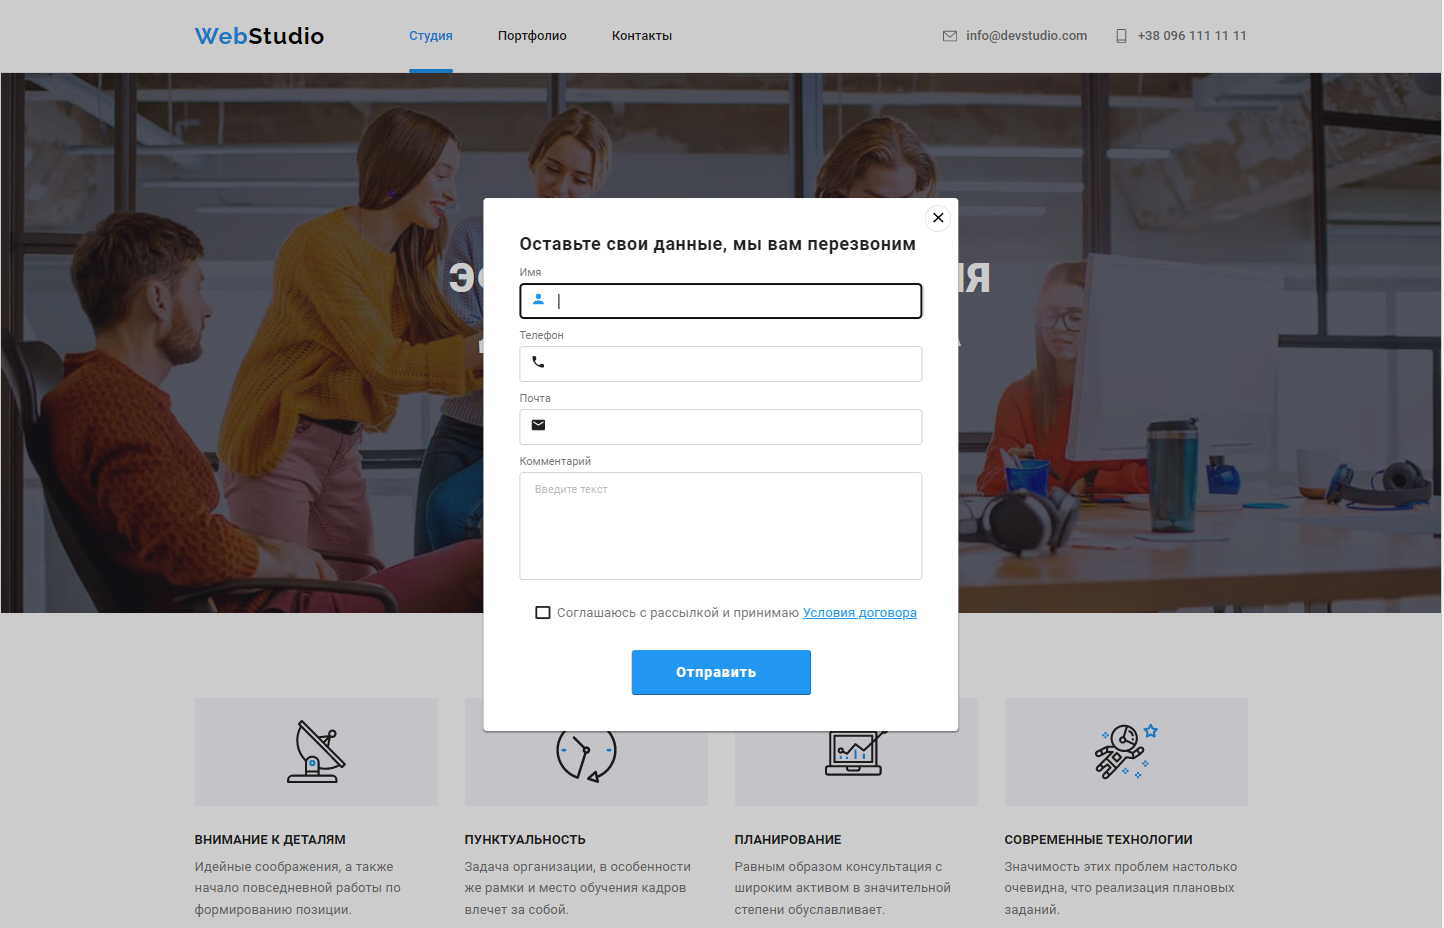 WebStudio
Студия
Портфолио
Контакты
info@devstudio.com
+38 096 111 11 11
Оставьте свои данные, мы вам перезвоним
Имя
Телефон
Почта
Комментарий
Введите текст
Соглашаюсь с рассылкой и принимаю Условия договора
Отправить
ВНИМАНИЕ К ДЕТАЛЯМ
Идейные соображения, а также
начало повседневной работы по
формированию позиции.
ПУНКТУАЛЬНОСТЬ
Задача организации, в особенности
же рамки и место обучения кадров
влечет за собой.
ПЛАНИРОВАНИЕ
Равным образом консультация с
широким активом в значительной
степени обуславливает.
СОВРЕМЕННЫЕ ТЕХНОЛОГИИ
Значимость этих проблем настолько
очевидна, что реализация плановых
заданий.